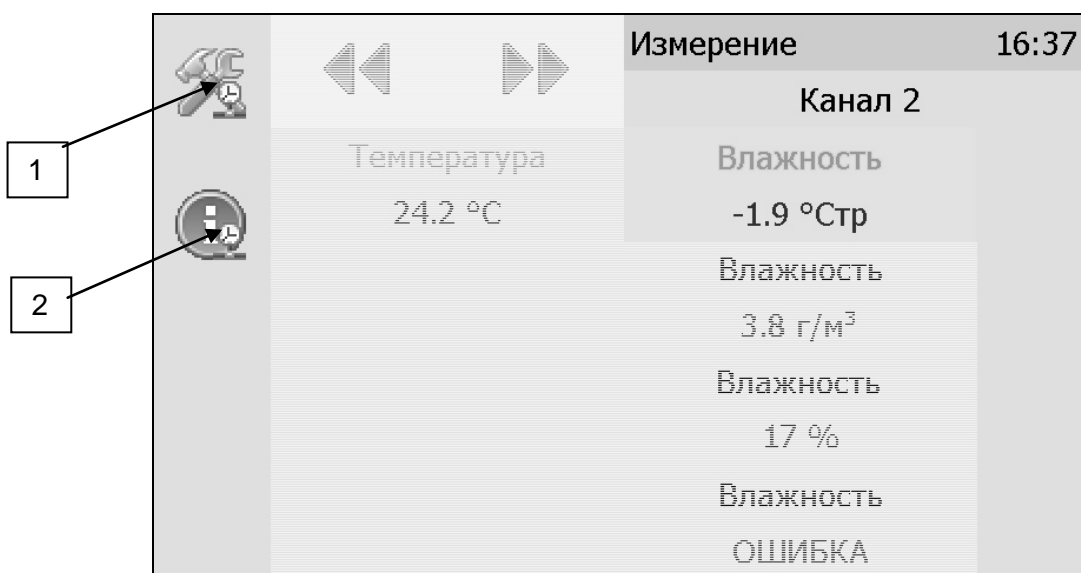 Измерение 16:37
Канал 2
1
Температура Влажность
24.2 °C -1.9 °Cтр
Влажность
2
3.8 г/м³
Влажность
17 %
Влажность
ОШИБКА